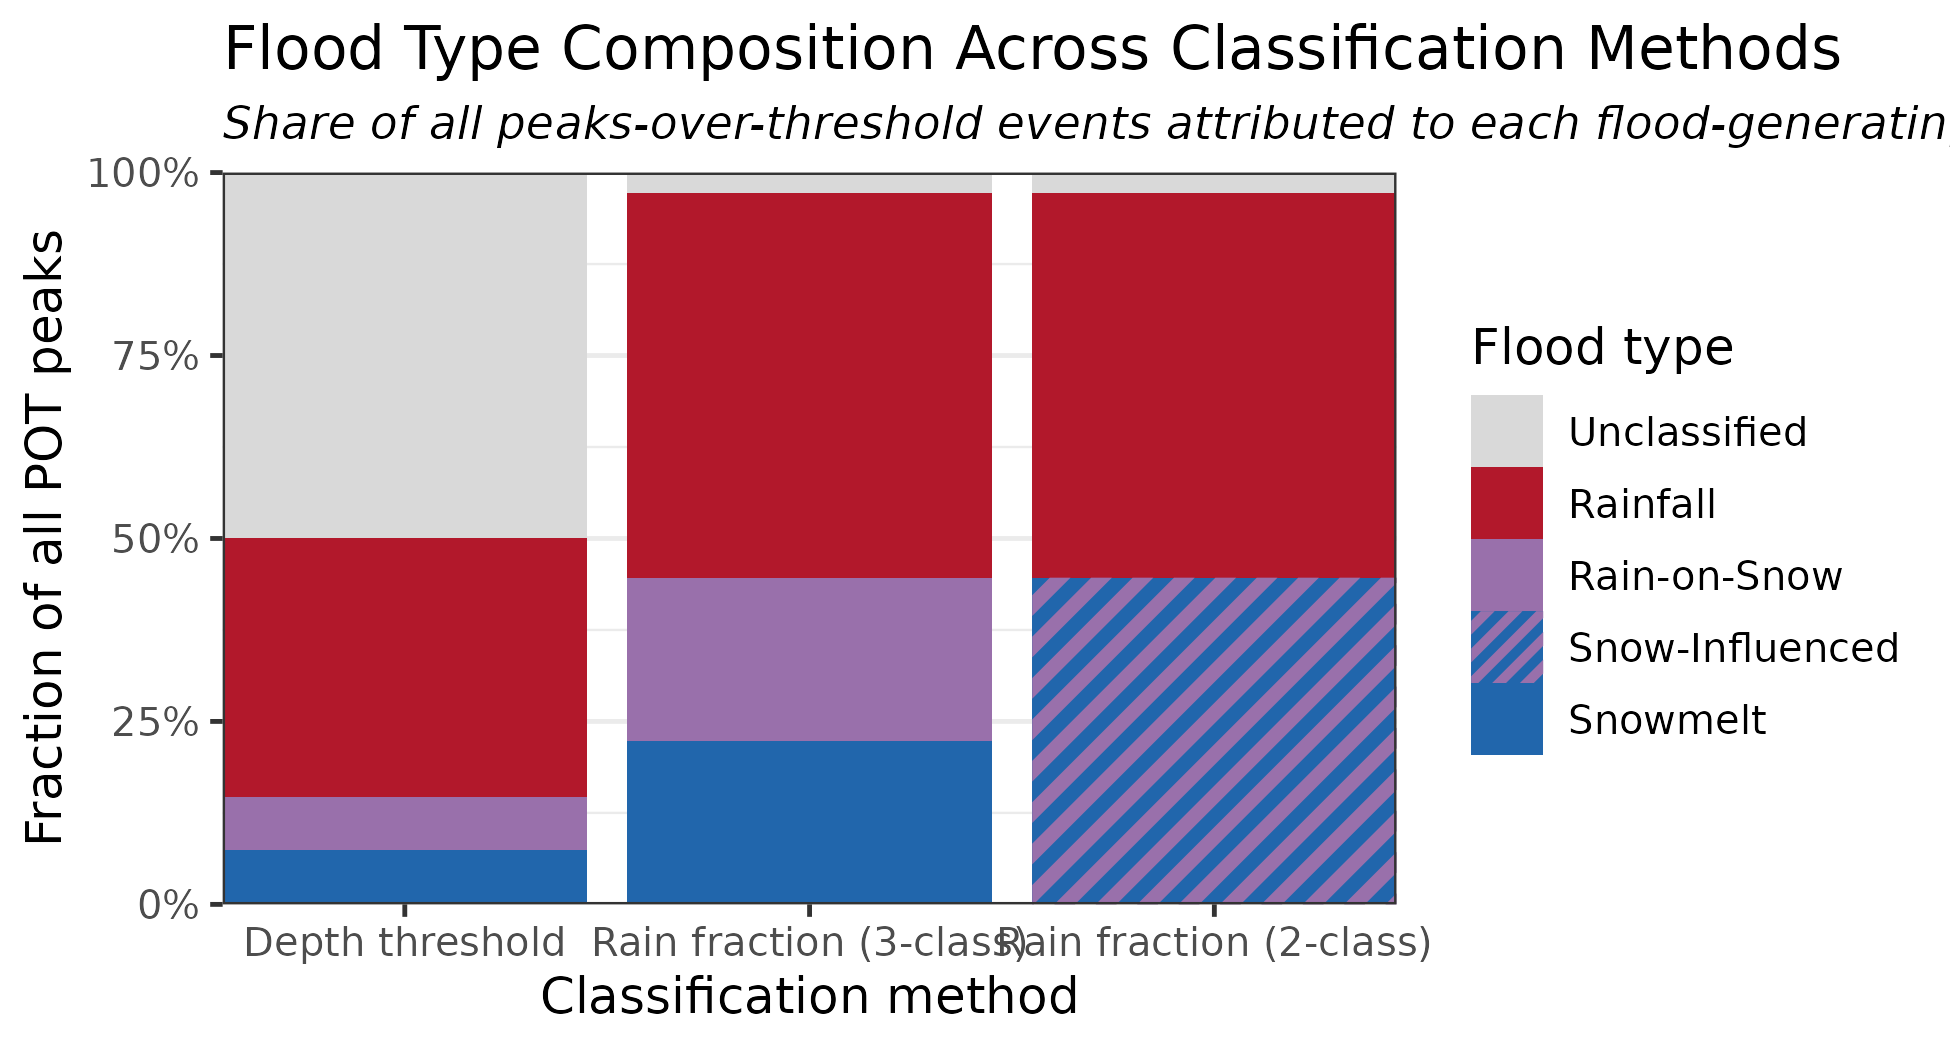 Flood Type Composition Across Classification Methods
Share of all peaks-over-threshold events attributed to each
100%
75%
50%
25%
0%
Fraction of all POT peaks
Depth threshold
Rain fraction (3-class)
Rain fraction (2-class)
Classification method
Flood type
Unclassified
Rainfall
Rain-on-Snow
Snow-Influenced
Snowmelt